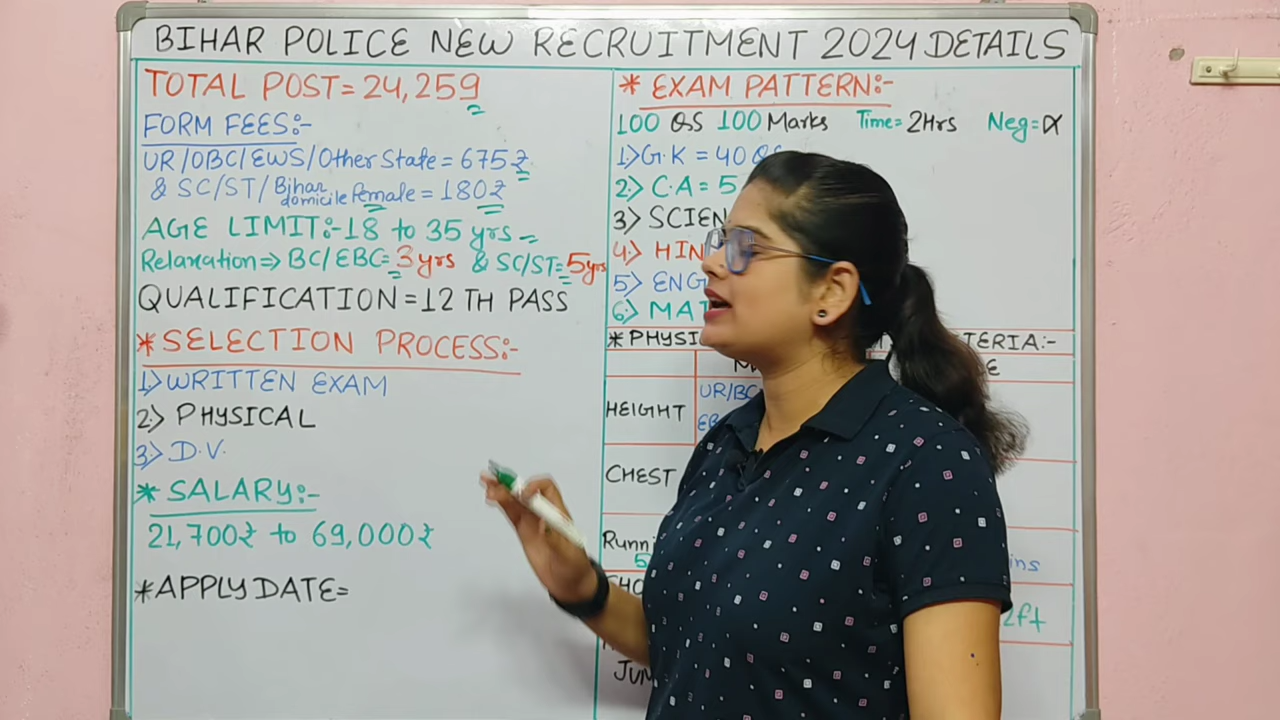 BIHAR POLICE NEW RECRUITMENT 2024 DETAILS
TOTAL POST = 24,259
FORM FEES:-
UR/OBC/EWS/Other State = 675₹
& SC/ST/Bihar domicile Female = 180₹
AGE LIMIT:- 18 to 35 yrs
Relaxation => BC/EBC = 3 yrs & SC/ST = 5 yrs
QUALIFICATION = 12 TH PASS
* SELECTION PROCESS:-
1) WRITTEN EXAM
2) PHYSICAL
3) D.V.
* SALARY:-
21,700₹ to 69,000₹
* APPLY DATE =
* EXAM PATTERN:-
100 QS 100 Marks Time = 2Hrs Neg =
1) G.K = 40
2) C.A = 5
3) SCIEN
4) HIN
5) ENG
6) MAT
* PHYSI TERIA:-
HEIGHT UR/BC
CHEST
Runni
5
ins
2ft
JUM